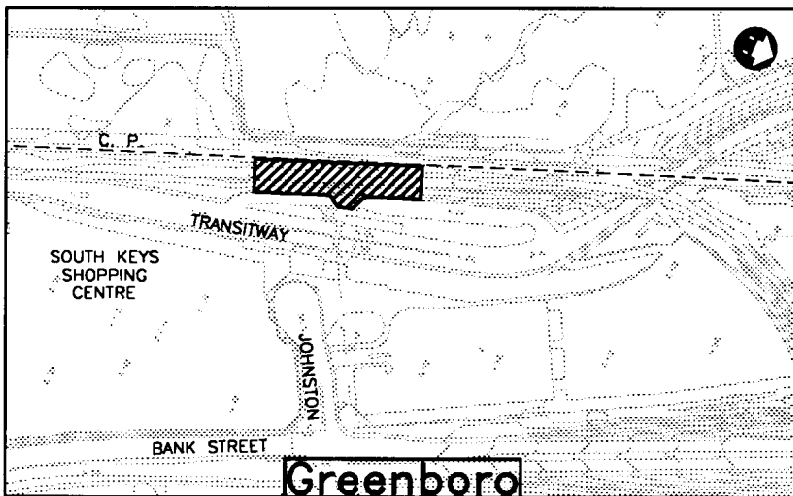 C. P.
TRANSITWAY
SOUTH KEYS
SHOPPING
CENTRE
JOHNSTON
BANK STREET
Greenboro